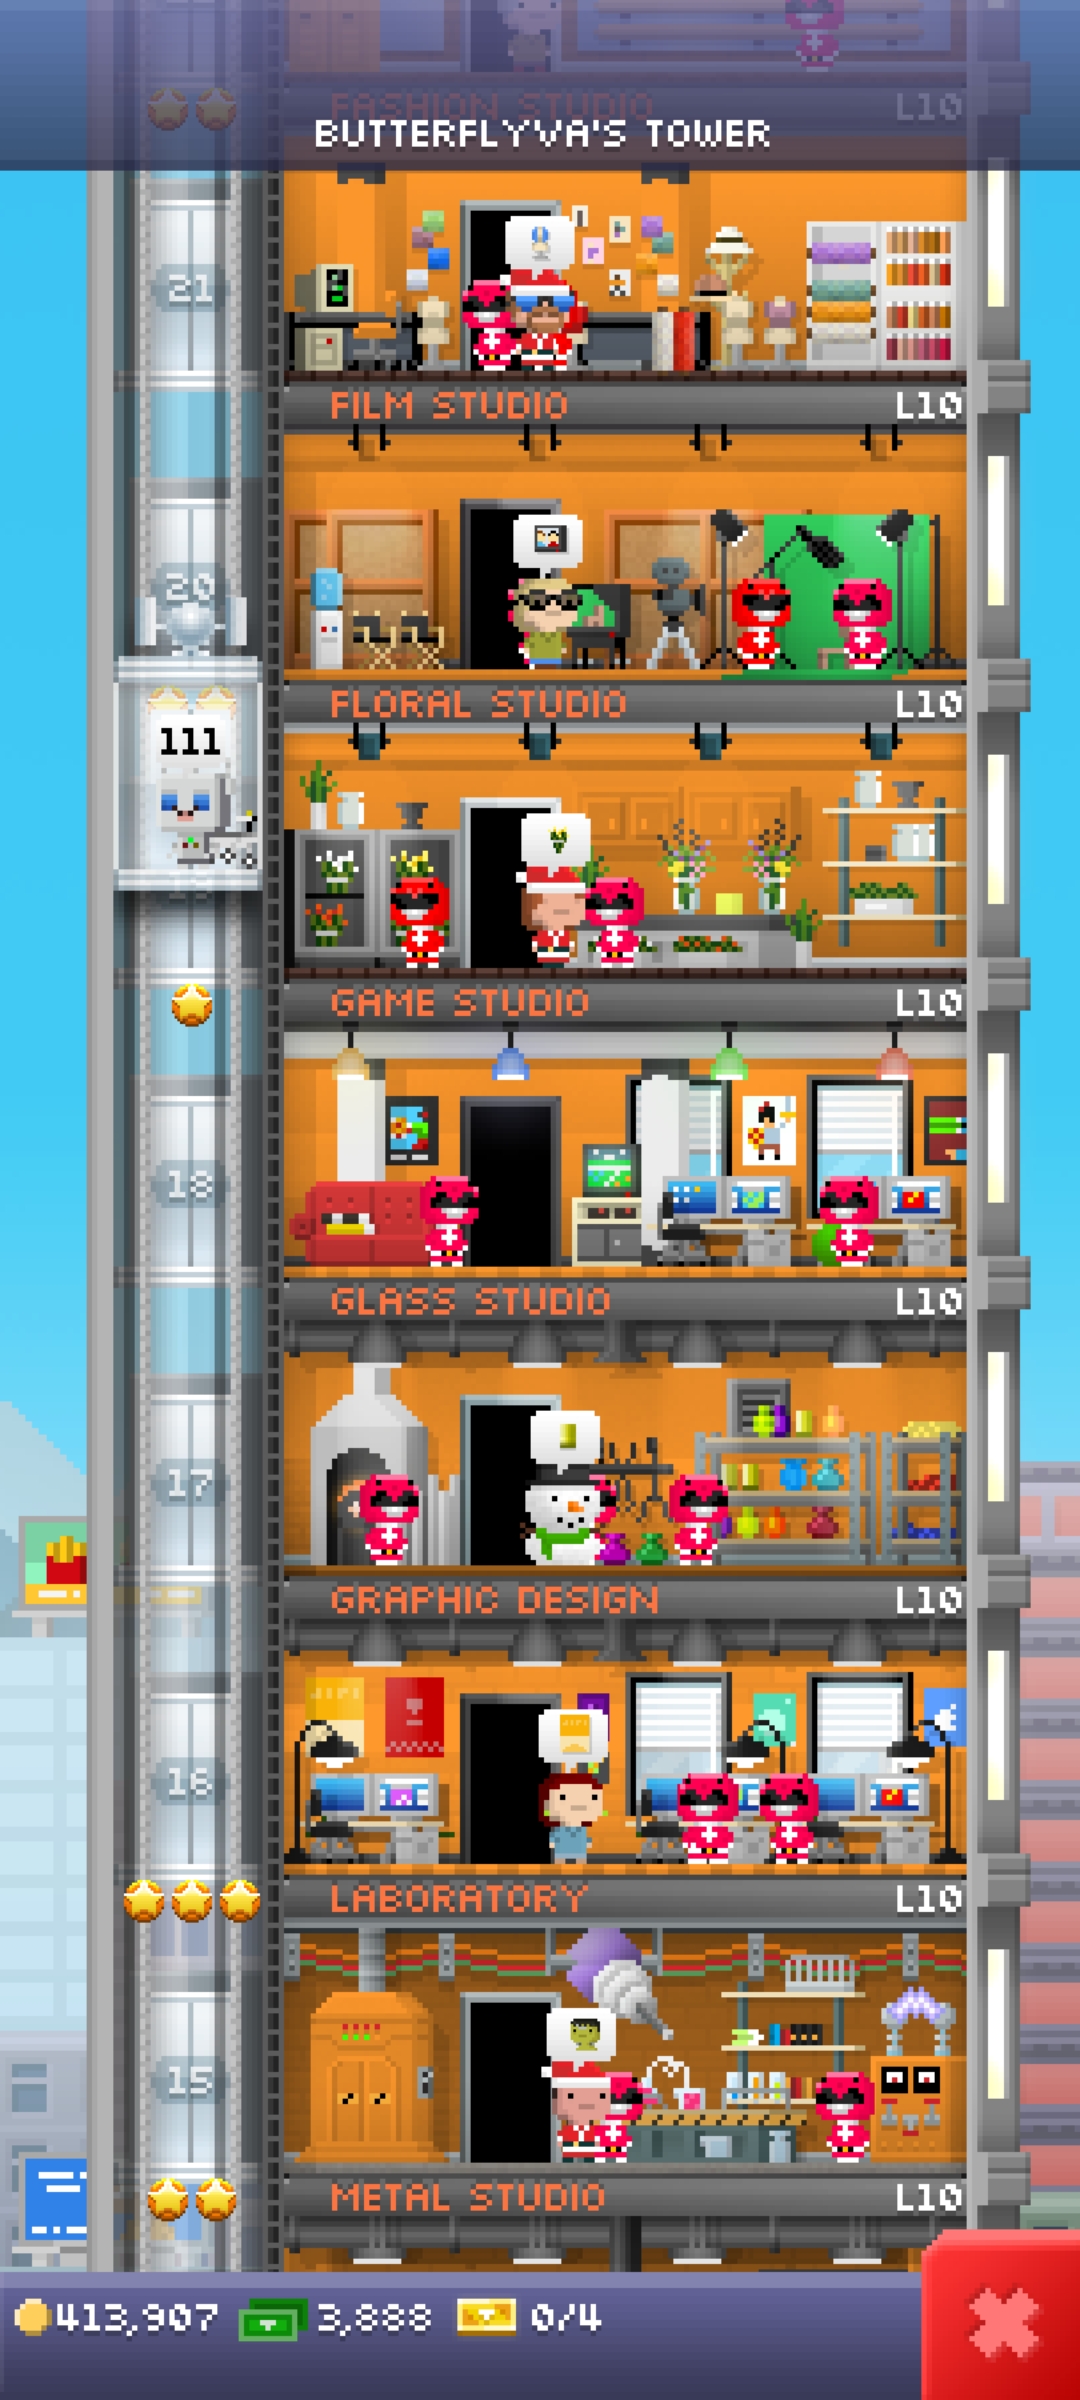 FASHION STUDIO L10
BUTTERFLYVA'S TOWER
21
FILM STUDIO L10
20
FLORAL STUDIO L10
111
GAME STUDIO L10
18
GLASS STUDIO L10
17
GRAPHIC DESIGN L10
16
LABORATORY L10
15
METAL STUDIO L10
413,907 3,888 0/4